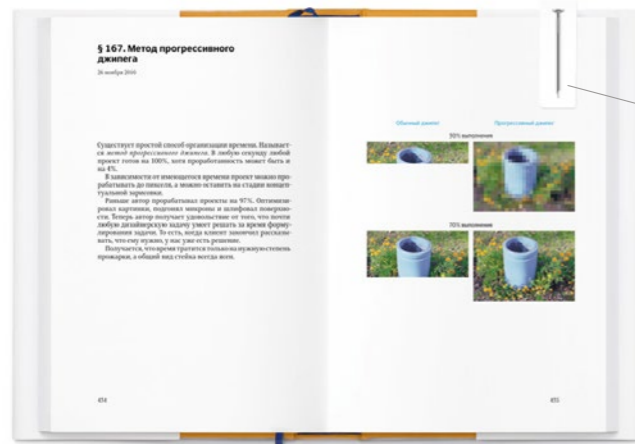 § 167. Метод прогрессивного
джипега
26 ноября 2010
Существует простой способ организации времени. Называет-
ся метод прогрессивного джипега. В любую секунду любой
проект готов на 100%, хотя проработанность может быть и
на 4%.
В зависимости от имеющегося времени проект можно про-
рабатывать до пикселя, а можно оставить на стадии концеп-
туальной зарисовки.
Раньше автор прорабатывал проекты на 97%. Оптимизи-
ровал картинки, подгонял микроны и шлифовал поверхно-
сти. Теперь автор получает удовольствие от того, что почти
любую дизайнерскую задачу умеет решать за время форму-
лирования задачи. То есть, когда клиент закончил рассказы-
вать, что ему нужно, у нас уже есть решение.
Получается, что время тратится только на нужную степень
прожарки, а общий вид стейка всегда ясен.
454
Обычный джипег Прогрессивный джипег
30% выполнения
70% выполнения
455